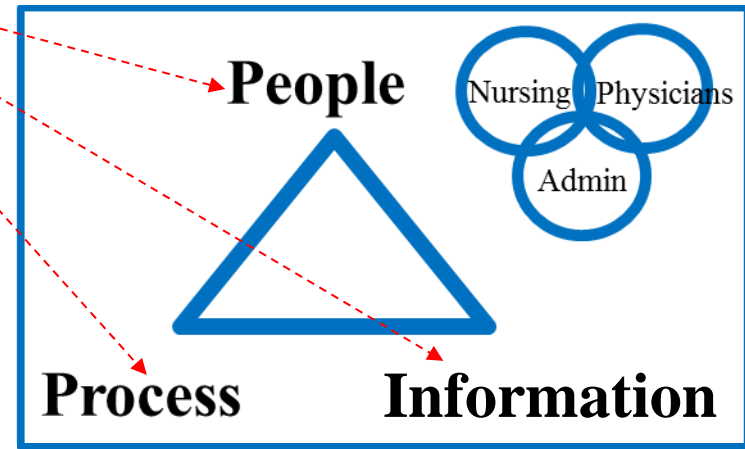 People
Nursing
Physicians
Admin
Process
Information